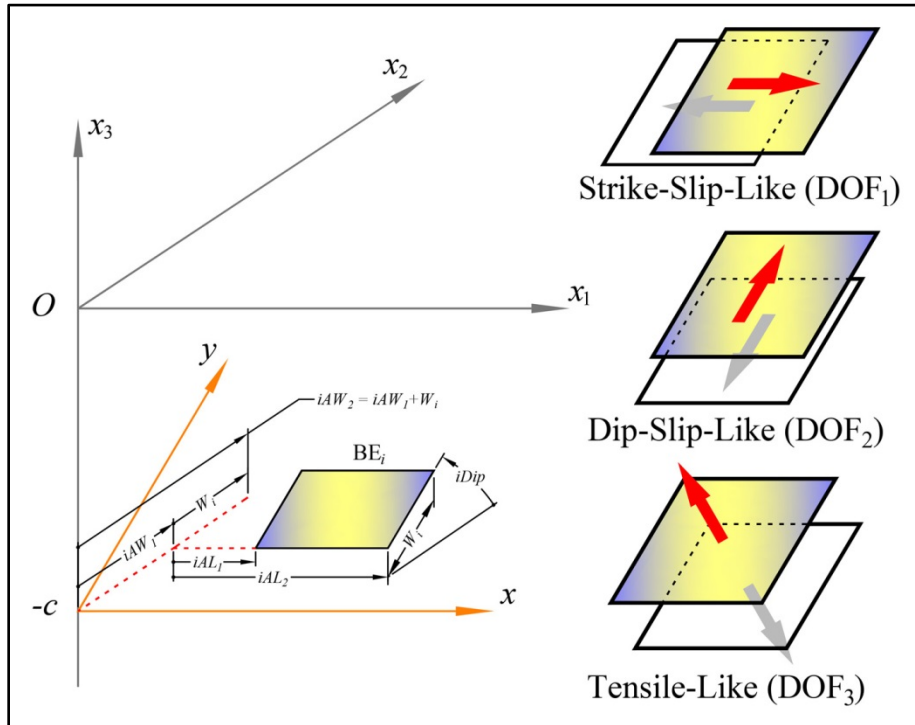 x₂
x₃
O
x₁
Strike-Slip-Like (DOF₁)
y
iAW₂ = iAW₁+Wᵢ
BEᵢ
iDip
Wᵢ
Wᵢ
iAW₁
iAL₁
iAL₂
-c
x
Dip-Slip-Like (DOF₂)
Tensile-Like (DOF₃)